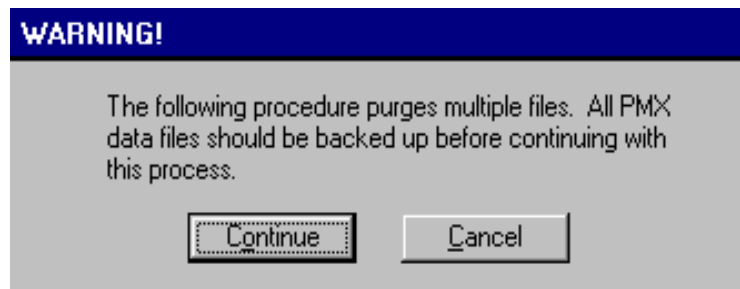 WARNING!
The following procedure purges multiple files.  All PMX
data files should be backed up before continuing with
this process.
Continue
Cancel